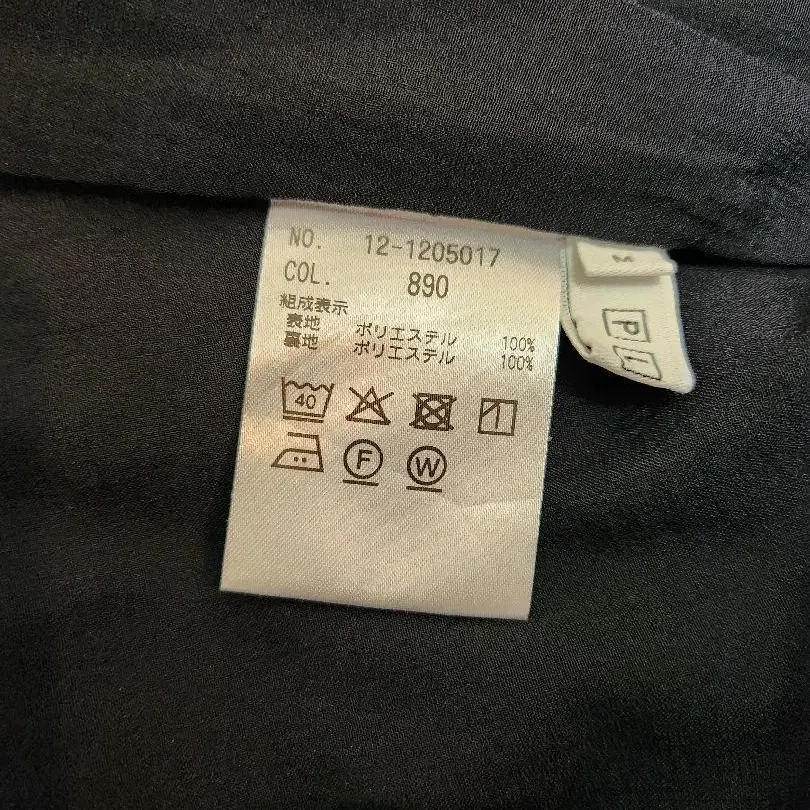 NO. 12-1205017
COL. 890
組成表示
表地 ポリエステル 100%
裏地 ポリエステル 100%
40
F W
P L